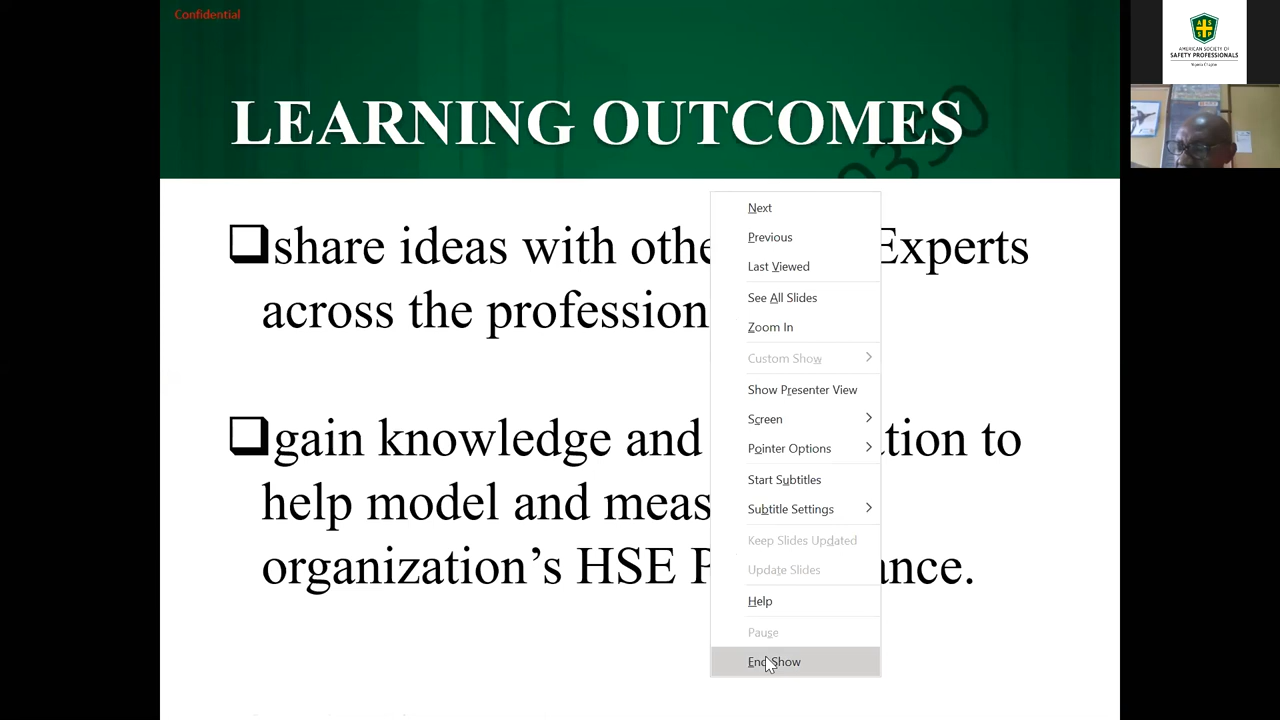 Confidential
AMERICAN SOCIETY OF
SAFETY PROFESSIONALS
Nigeria Chapter
LEARNING OUTCOMES
share ideas with othe
Experts
across the profession
gain knowledge and
tion to
help model and meas
organization’s HSE P
ance.
Next
Previous
Last Viewed
See All Slides
Zoom In
Custom Show
Show Presenter View
Screen
Pointer Options
Start Subtitles
Subtitle Settings
Keep Slides Updated
Update Slides
Help
Pause
End Show